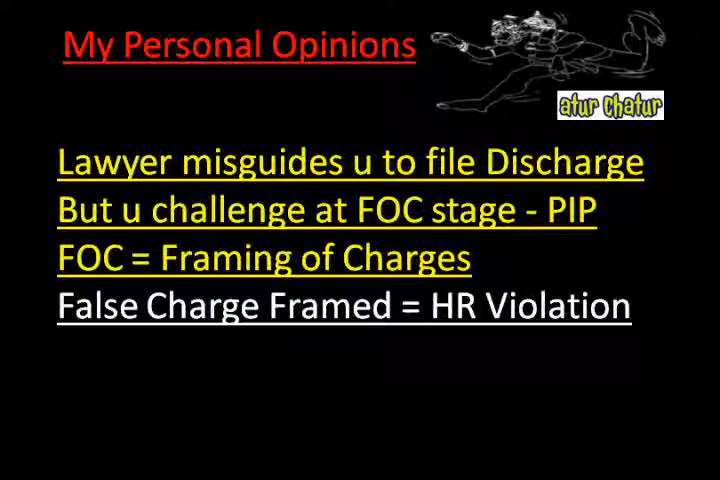 My Personal Opinions
atur chatur
Lawyer misguides u to file Discharge
But u challenge at FOC stage - PIP
FOC = Framing of Charges
False Charge Framed = HR Violation